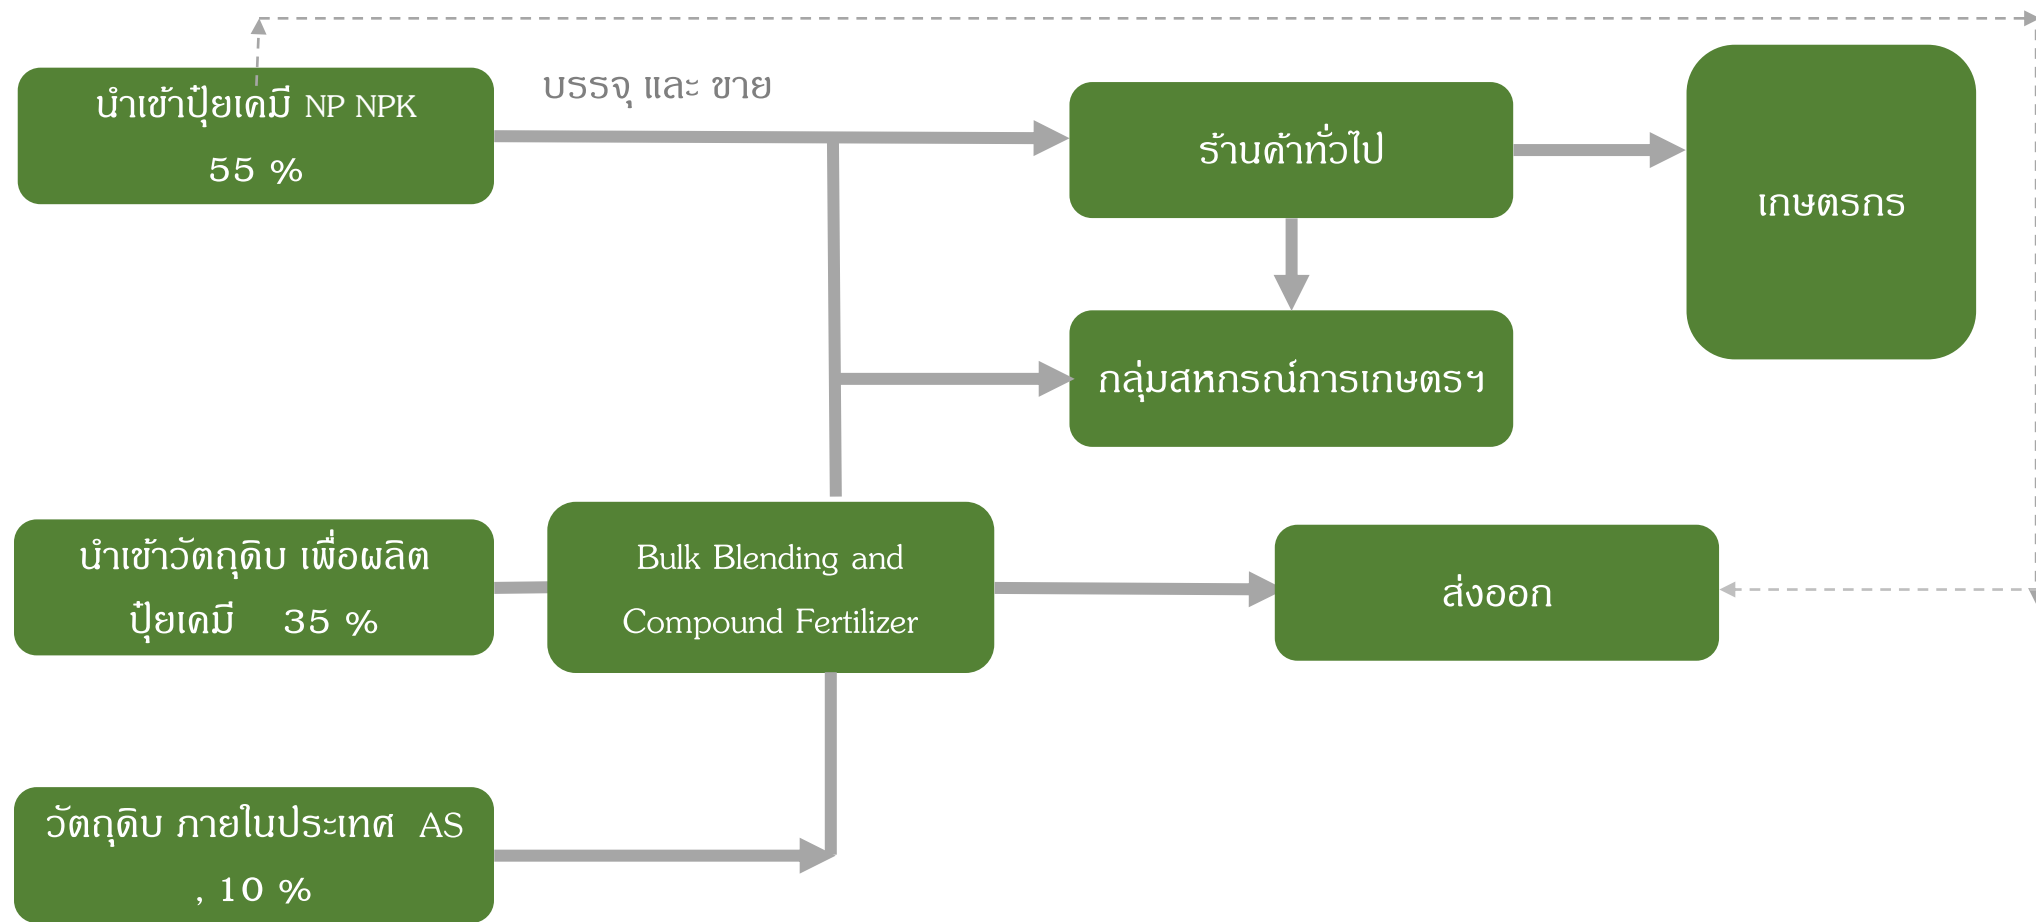 นำเข้าปุ๋ยเคมี NP NPK
55 %
บรรจุ และ ขาย
ร้านค้าทั่วไป
เกษตรกร
กลุ่มสหกรณ์การเกษตรฯ
นำเข้าวัตถุดิบ เพื่อผลิต
ปุ๋ยเคมี 35 %
Bulk Blending and
Compound Fertilizer
ส่งออก
วัตถุดิบ ภายในประเทศ AS
, 10 %